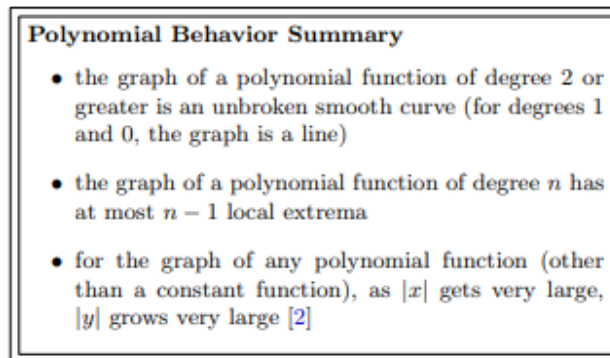 Polynomial Behavior Summary
• the graph of a polynomial function of degree 2 or
greater is an unbroken smooth curve (for degrees 1
and 0, the graph is a line)
• the graph of a polynomial function of degree n has
at most n − 1 local extrema
• for the graph of any polynomial function (other
than a constant function), as |x| gets very large,
|y| grows very large [2]